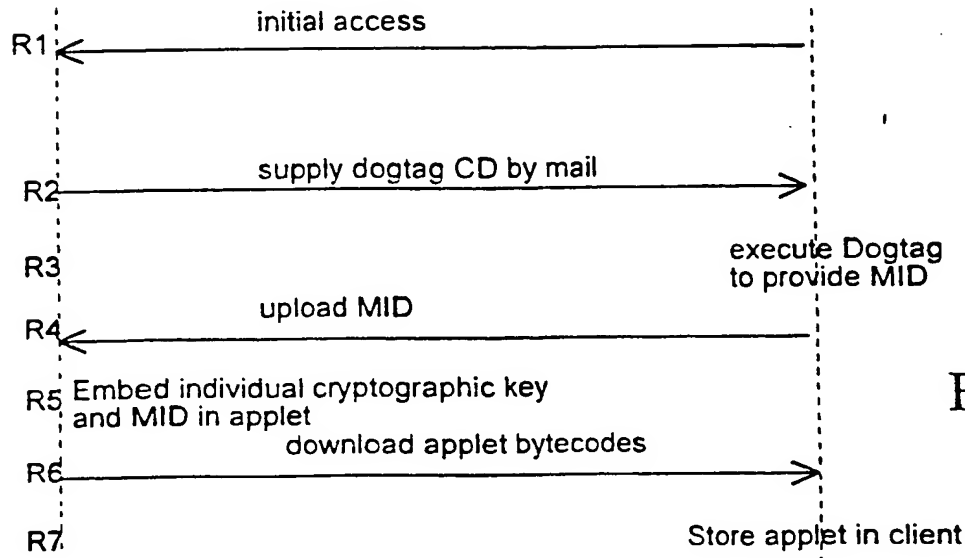 initial access
R1
supply dogtag CD by mail
R2
R3
execute Dogtag
to provide MID
upload MID
R4
R5
Embed individual cryptographic key
and MID in applet
download applet bytecodes
R6
R7
Store applet in client